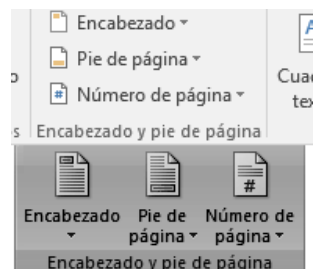 Encabezado
Pie de página
# Número de página
Encabezado y pie de página
Encabezado Pie de Número de
página página
Encabezado y pie de página